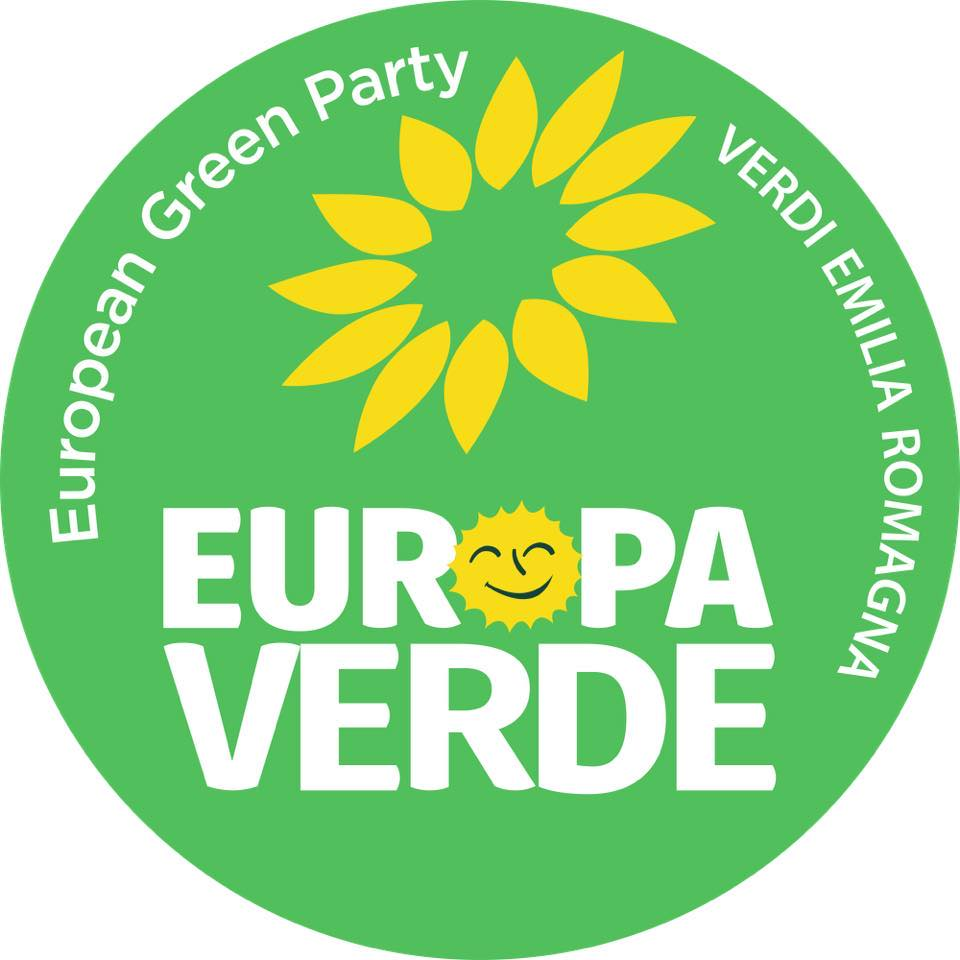 European Green Party
VERDI EMILIA ROMAGNA
EUROPA
VERDE